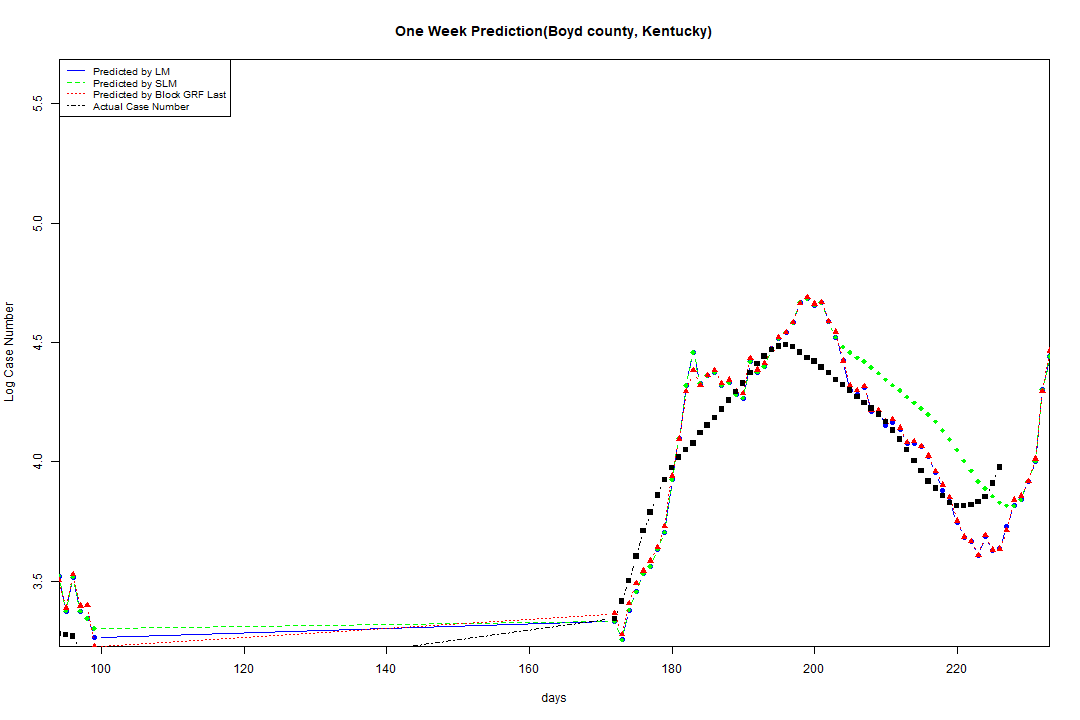 One Week Prediction(Boyd county, Kentucky)
Predicted by LM
Predicted by SLM
Predicted by Block GRF Last
Actual Case Number
5.5
5.0
4.5
4.0
3.5
Log Case Number
100 120 140 160 180 200 220
days